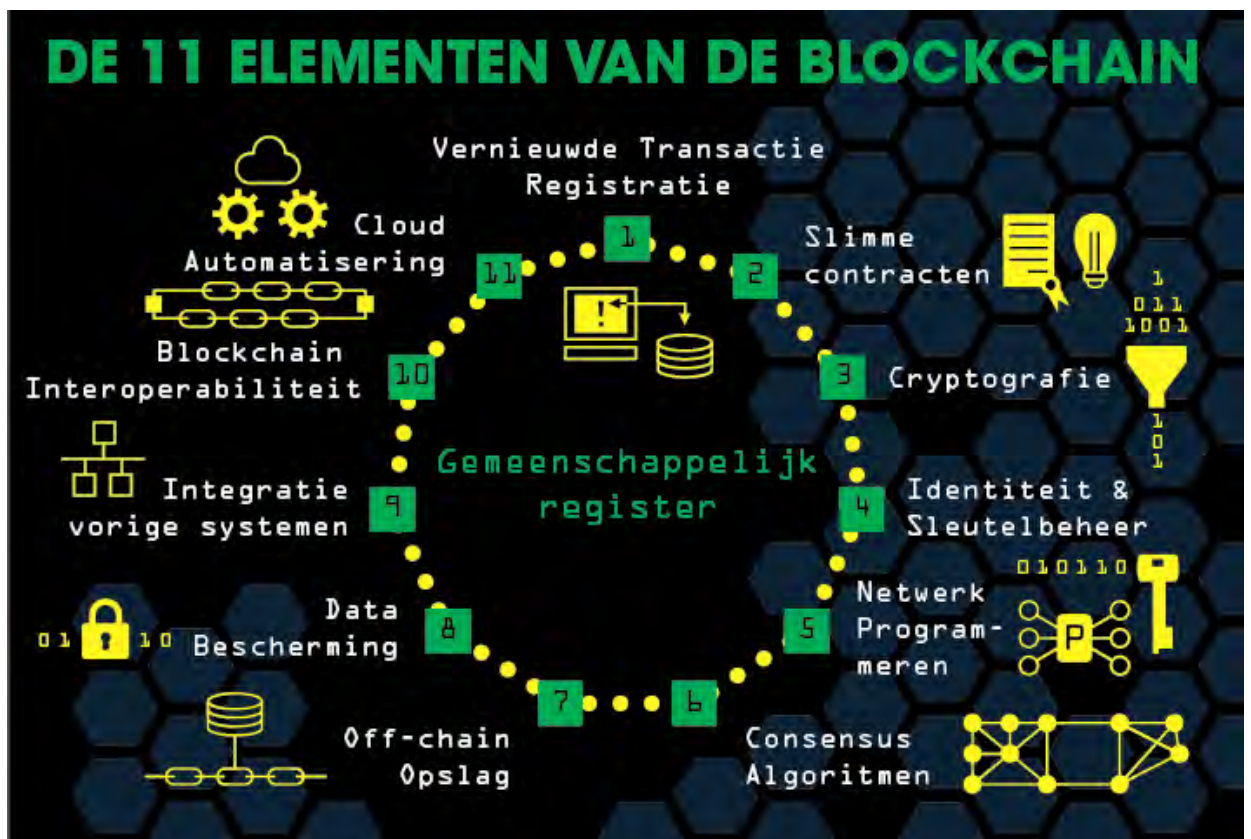 DE 11 ELEMENTEN VAN DE BLOCKCHAIN
Vernieuwde Transactie
Registratie
1
Slimme
contracten
2
1
011
1001
Cryptografie
3
1
0
1
Identiteit &
Sleutelbeheer
4
010110
Netwerk
Program-
meren
5
P
Consensus
Algoritmen
6
Off-chain
Opslag
7
Data
Bescherming
8
01 10
Integratie
vorige systemen
9
Blockchain
Interoperabiliteit
10
Cloud
Automatisering
11
!
Gemeenschappelijk
register